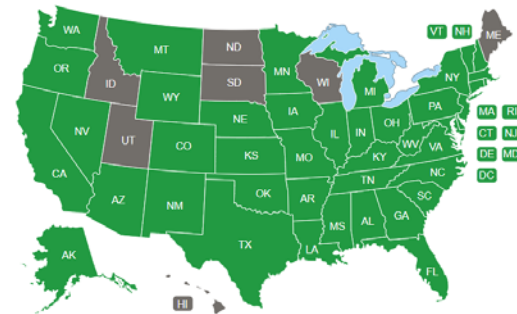 WA
MT
ND
MN
VT NH
ME
OR
ID
SD
WI
MI
NY
WY
IA
PA
MA RI
NV
NE
IL IN OH
CT NJ
UT
CO
WV VA
DE MD
CA
KS
MO
KY
DC
NC
TN
AZ
NM
OK
AR
SC
MS AL GA
TX
LA
AK
FL
HI